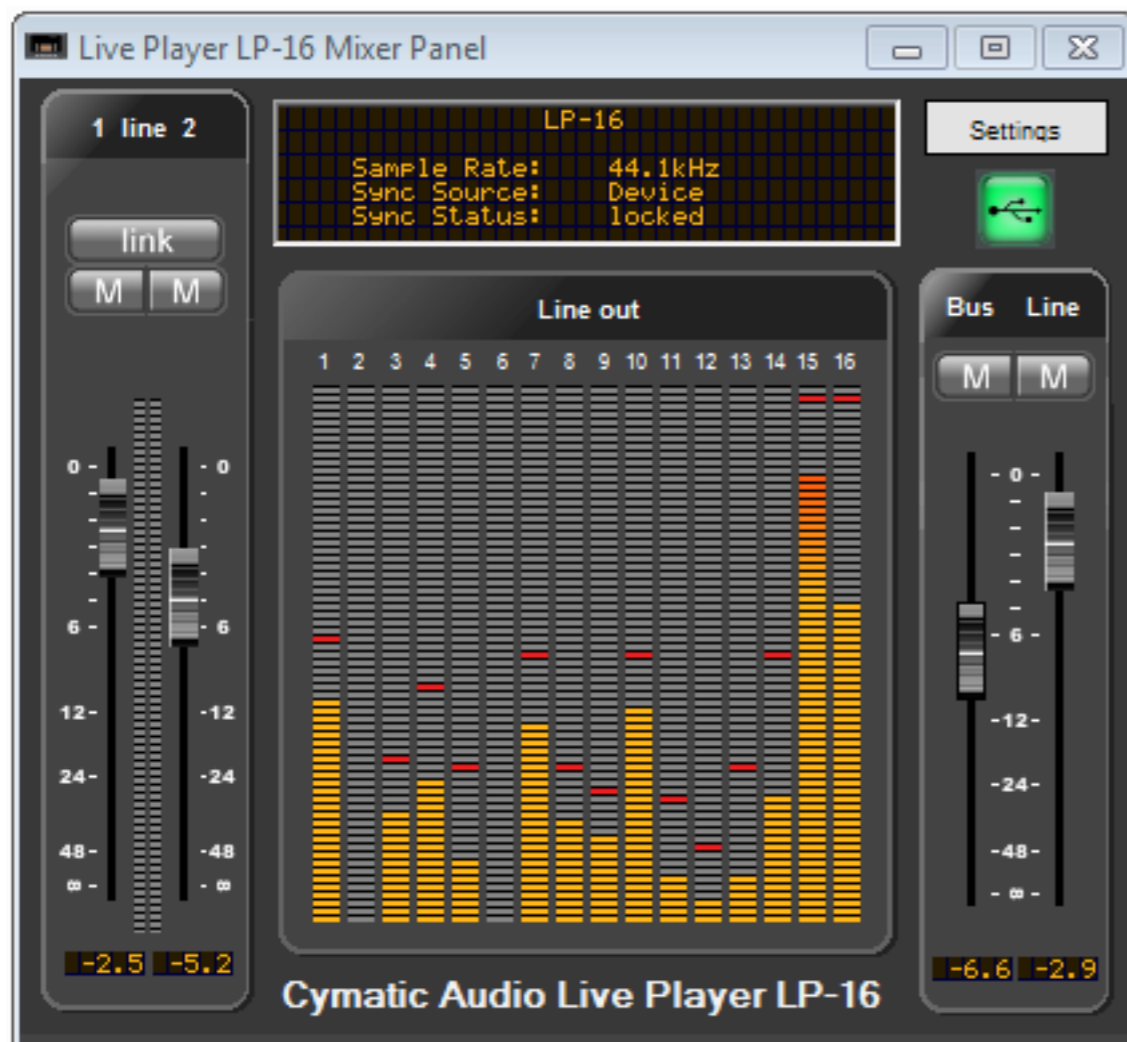 Live Player LP-16 Mixer Panel
1 line 2
link
M M
0 - - 0
6 - - 6
12- -12
24- -24
48- -48
∞ - - ∞
-2.5 -5.2
LP-16
Sample Rate: 44.1kHz
Sync Source: Device
Sync Status: locked
Line out
1 2 3 4 5 6 7 8 9 10 11 12 13 14 15 16
Cymatic Audio Live Player LP-16
Settings
Bus Line
M M
- 0 -
- 6 -
-12-
-24-
-48-
- ∞ -
-6.6 -2.9